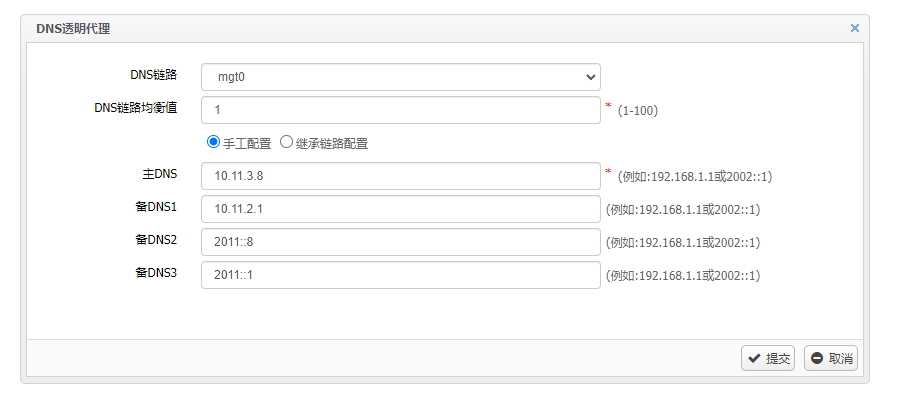 DNS透明代理 ×
DNS链路 mgt0
DNS链路均衡值 1 * (1-100)
手工配置 继承链路配置
主DNS 10.11.3.8 * (例如:192.168.1.1或2002::1)
备DNS1 10.11.2.1 (例如:192.168.1.1或2002::1)
备DNS2 2011::8 (例如:192.168.1.1或2002::1)
备DNS3 2011::1 (例如:192.168.1.1或2002::1)
提交 取消